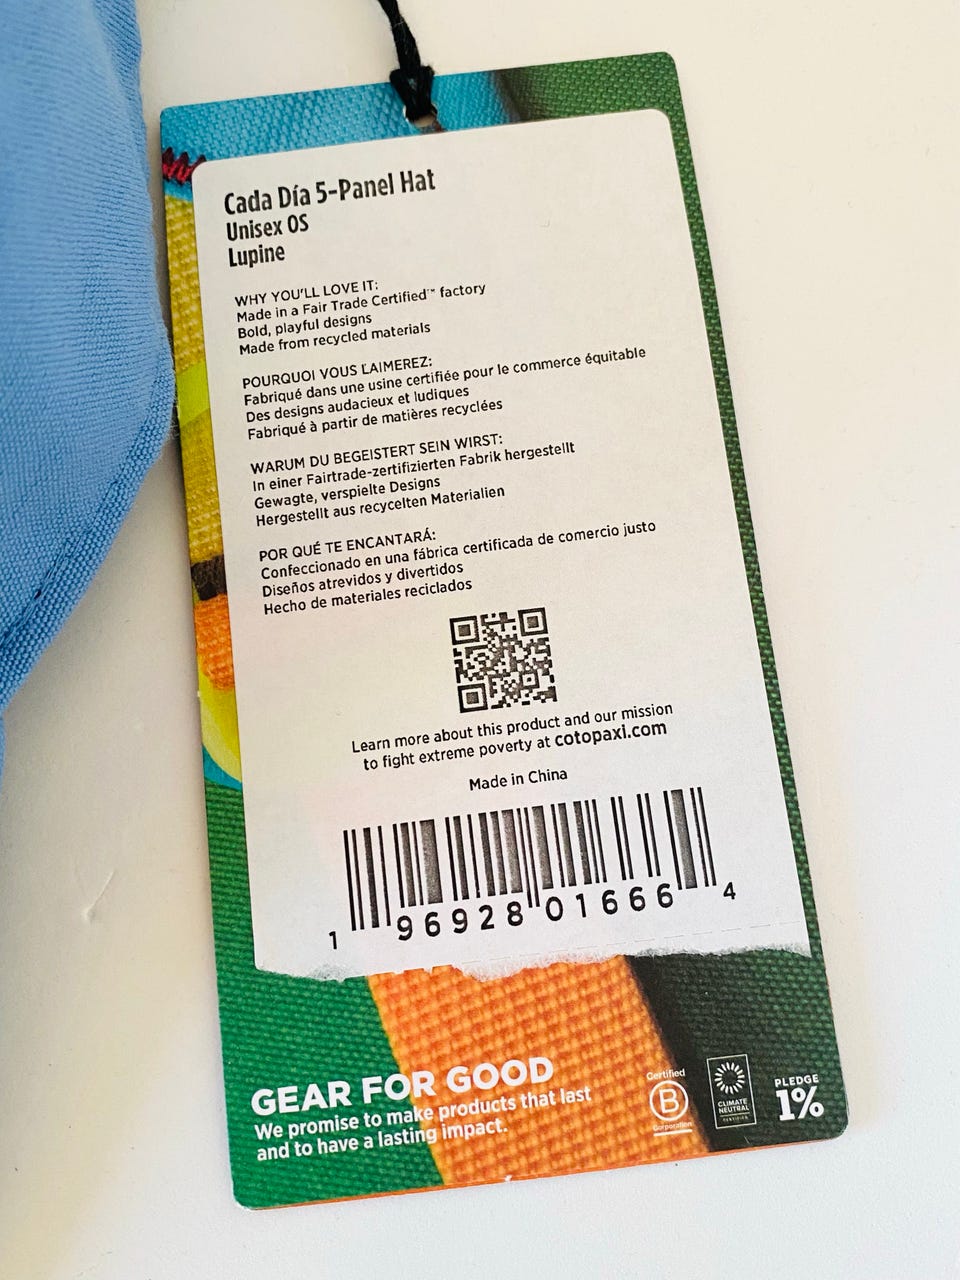 Cada Día 5-Panel Hat
Unisex OS
Lupine
WHY YOU'LL LOVE IT:
Made in a Fair Trade Certified™ factory
Bold, playful designs
Made from recycled materials
POURQUOI VOUS L'AIMEREZ:
Fabriqué dans une usine certifiée pour le commerce équitable
Des designs audacieux et ludiques
Fabriqué à partir de matières recyclées
WARUM DU BEGEISTERT SEIN WIRST:
In einer Fairtrade-zertifizierten Fabrik hergestellt
Gewagte, verspielte Designs
Hergestellt aus recycelten Materialien
POR QUÉ TE ENCANTARÁ:
Confeccionado en una fábrica certificada de comercio justo
Diseños atrevidos y divertidos
Hecho de materiales reciclados
Learn more about this product and our mission
to fight extreme poverty at cotopaxi.com
Made in China
1 96928 01666 4
GEAR FOR GOOD
We promise to make products that last
and to have a lasting impact.
Certified
B
Corporation
CLIMATE
NEUTRAL
CERTIFIED
PLEDGE
1%